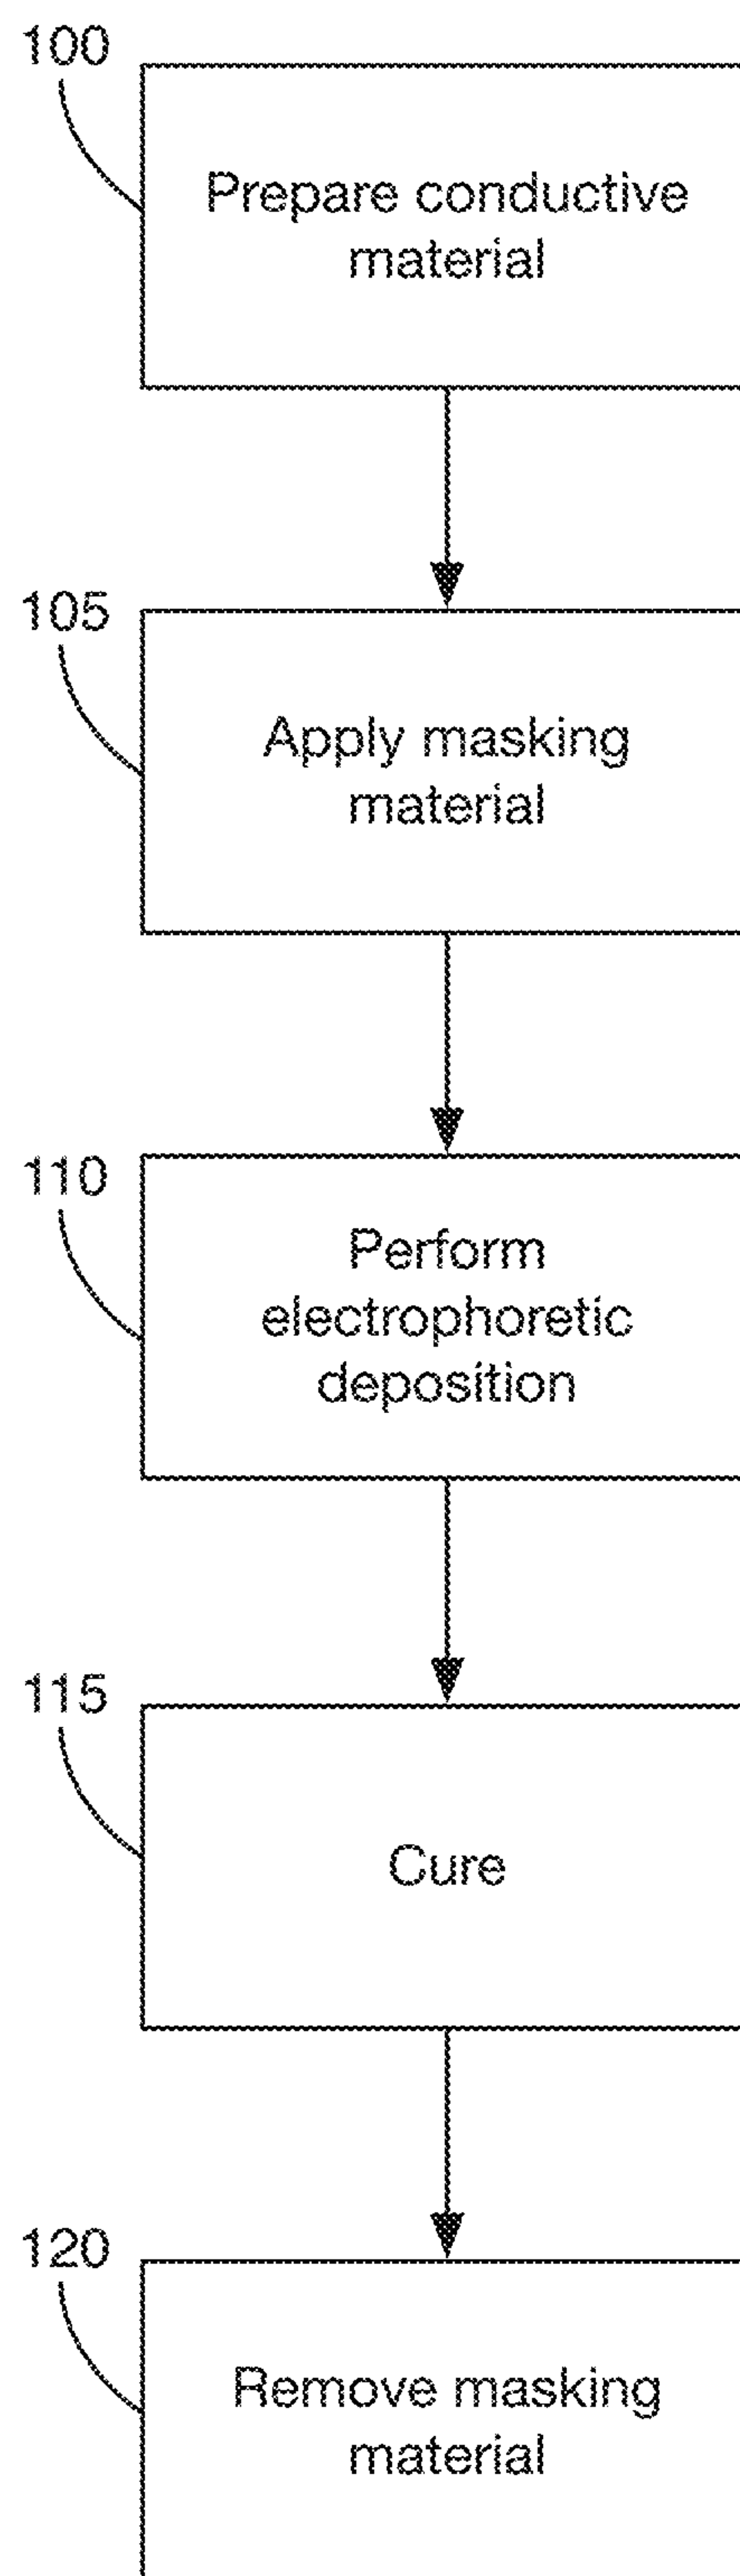 100
Prepare conductive
material
105
Apply masking
material
110
Perform
electrophoretic
deposition
115
Cure
120
Remove masking
material